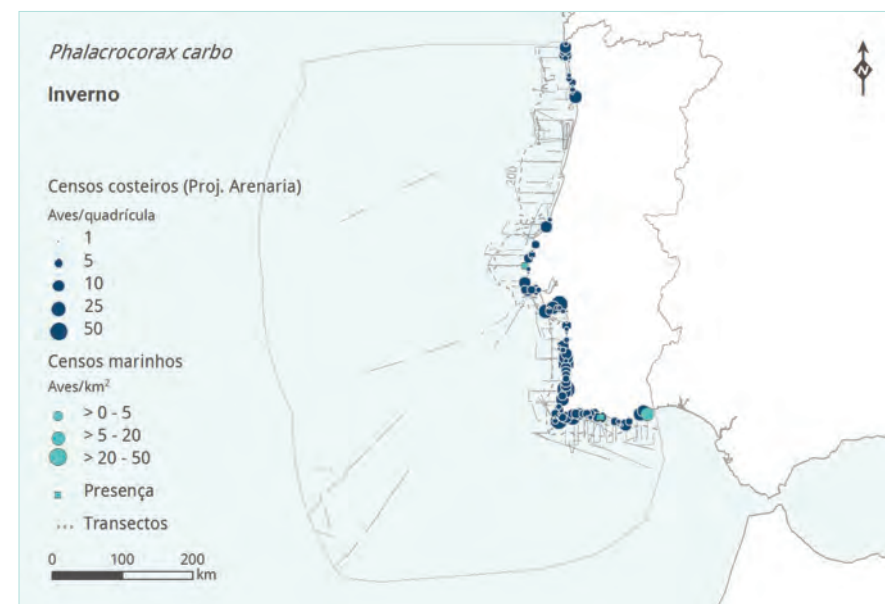 Phalacrocorax carbo
Inverno
N
200
Censos costeiros (Proj. Arenaria)
Aves/quadrícula
1
5
10
25
50
Censos marinhos
Aves/km²
> 0 - 5
> 5 - 20
> 20 - 50
Presença
Transectos
0 100 200
km